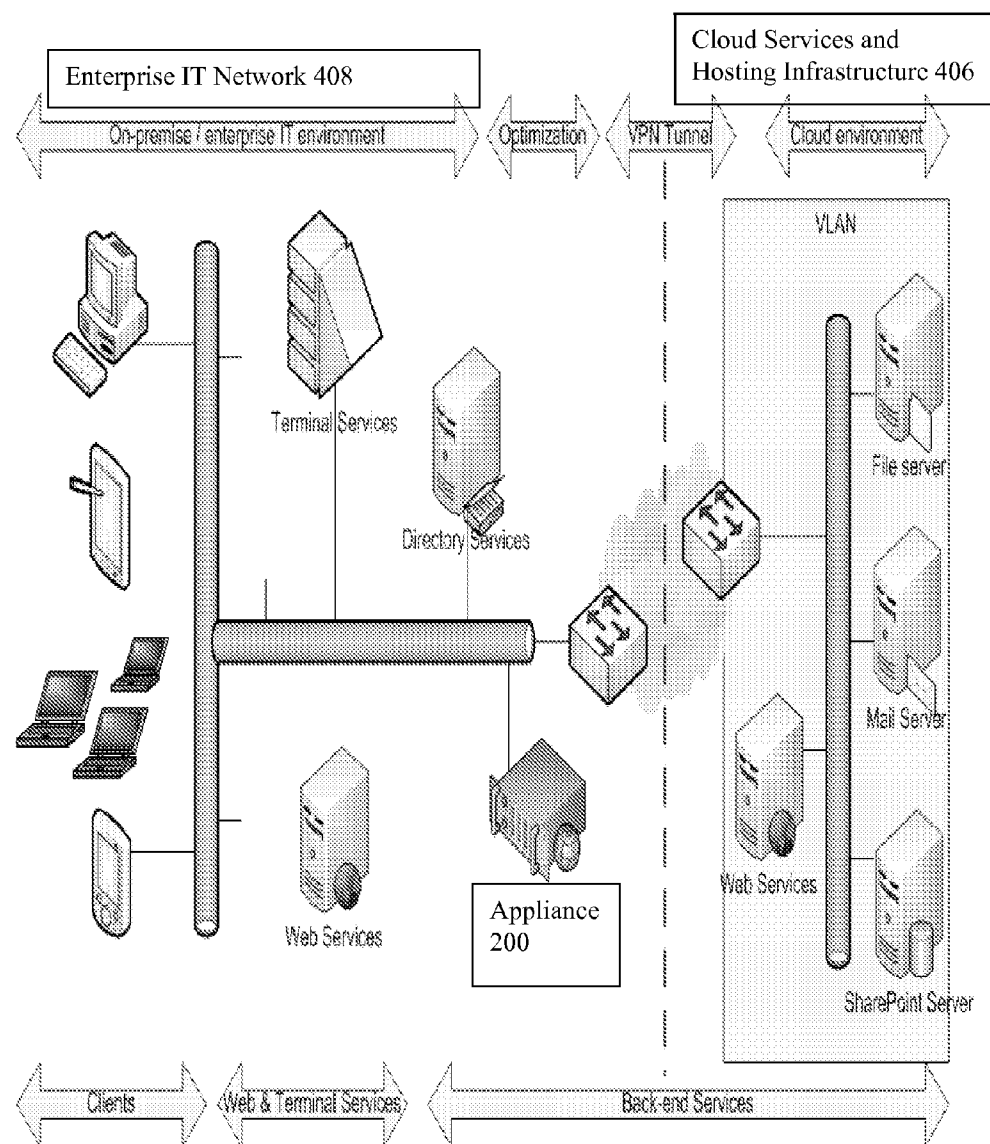 Enterprise IT Network 408
Cloud Services and
Hosting Infrastructure 406
On-premise / enterprise IT environment
Optimization
VPN Tunnel
Cloud environment
VLAN
Terminal Services
File server
Directory Services
Mail Server
Web Services
Appliance
200
Web Services
SharePoint Server
Clients
Web & Terminal Services
Back-end Services